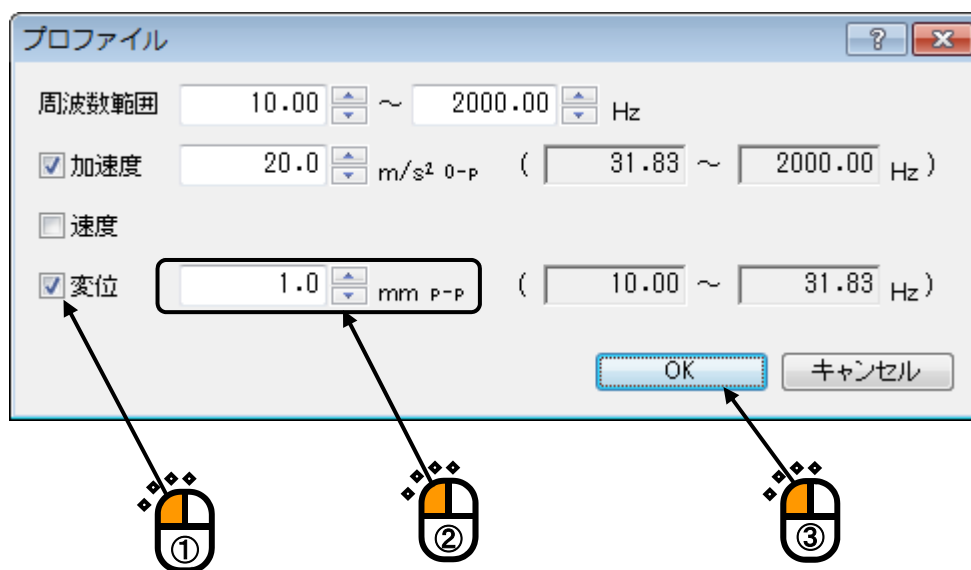 プロファイル
周波数範囲 10.00 ～ 2000.00 Hz
加速度 20.0 m/s² 0-P ( 31.83 ～ 2000.00 Hz )
速度
変位 1.0 mm P-P ( 10.00 ～ 31.83 Hz )
OK キャンセル
① ② ③